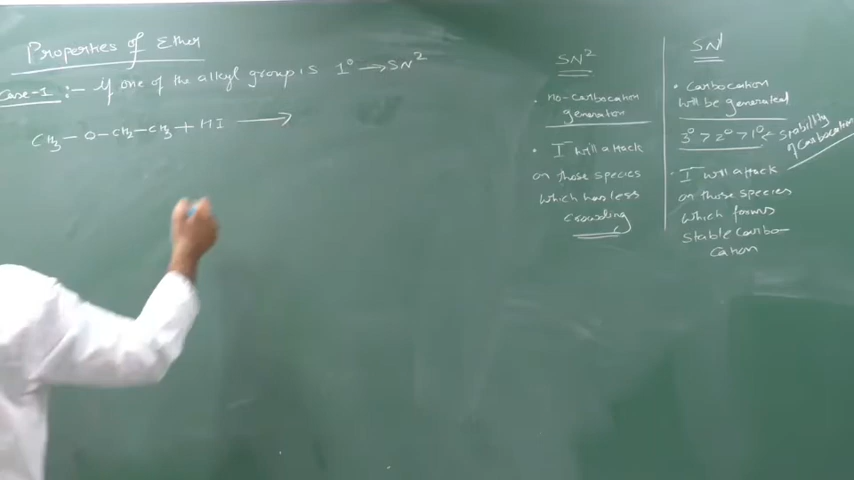 Properties of Ether
Case-1 :- if one of the alkyl group is 1° → SN²
CH₃ - O - CH₂ - CH₃ + HI →
SN²
• no-carbocation
generation
• I will attack
on those species
which has less
crowding
SN¹
• Carbocation
will be generated
3° > 2° > 1° ← stability
of carbocation
• I will attack
on those species
which forms
stable carbo-
cation